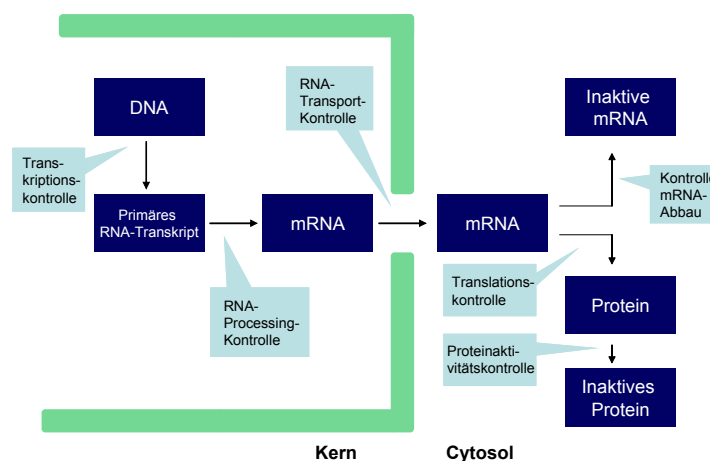 DNA
Trans-
kriptions-
kontrolle
Primäres
RNA-Transkript
RNA-
Processing-
Kontrolle
mRNA
RNA-
Transport-
Kontrolle
mRNA
Inaktive
mRNA
Kontrolle
mRNA-
Abbau
Translations-
kontrolle
Protein
Proteinakti-
vitätskontrolle
Inaktives
Protein
Kern
Cytosol